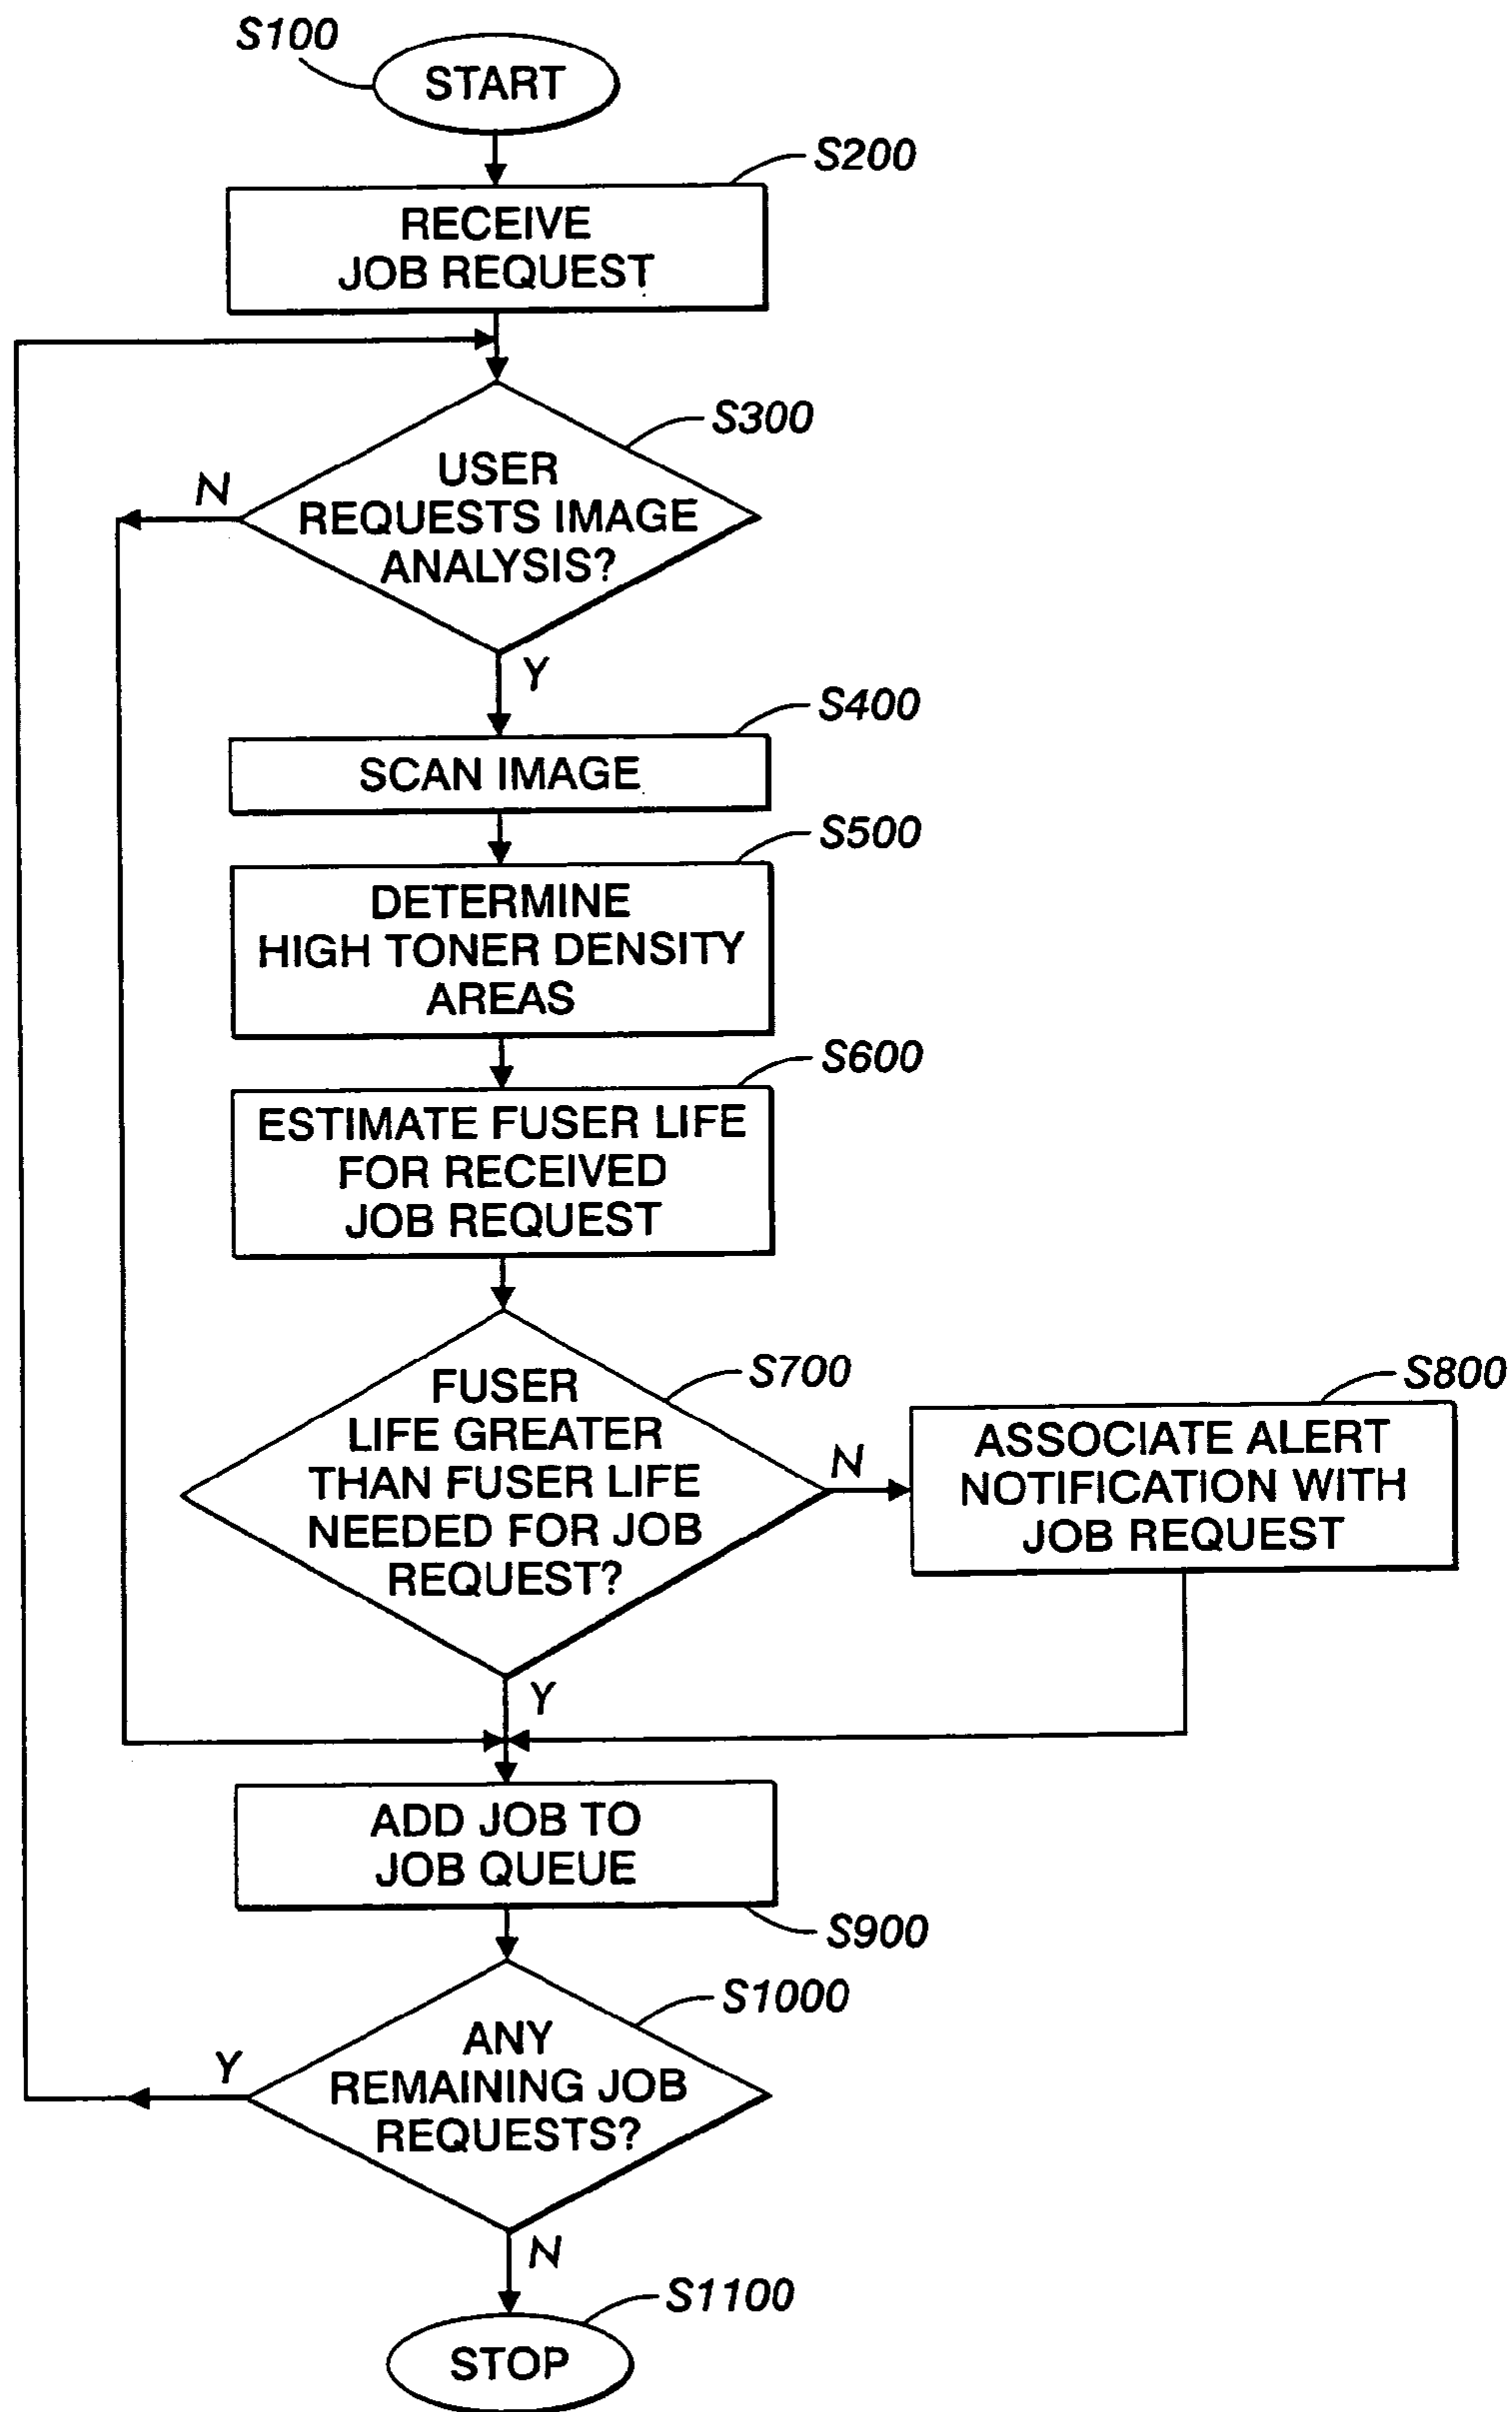 S100
START
S200
RECEIVE
JOB REQUEST
S300
USER
REQUESTS IMAGE
ANALYSIS?
N
Y
S400
SCAN IMAGE
S500
DETERMINE
HIGH TONER DENSITY
AREAS
S600
ESTIMATE FUSER LIFE
FOR RECEIVED
JOB REQUEST
S700
FUSER
LIFE GREATER
THAN FUSER LIFE
NEEDED FOR JOB
REQUEST?
N
S800
ASSOCIATE ALERT
NOTIFICATION WITH
JOB REQUEST
Y
ADD JOB TO
JOB QUEUE
S900
S1000
ANY
REMAINING JOB
REQUESTS?
Y
N
S1100
STOP